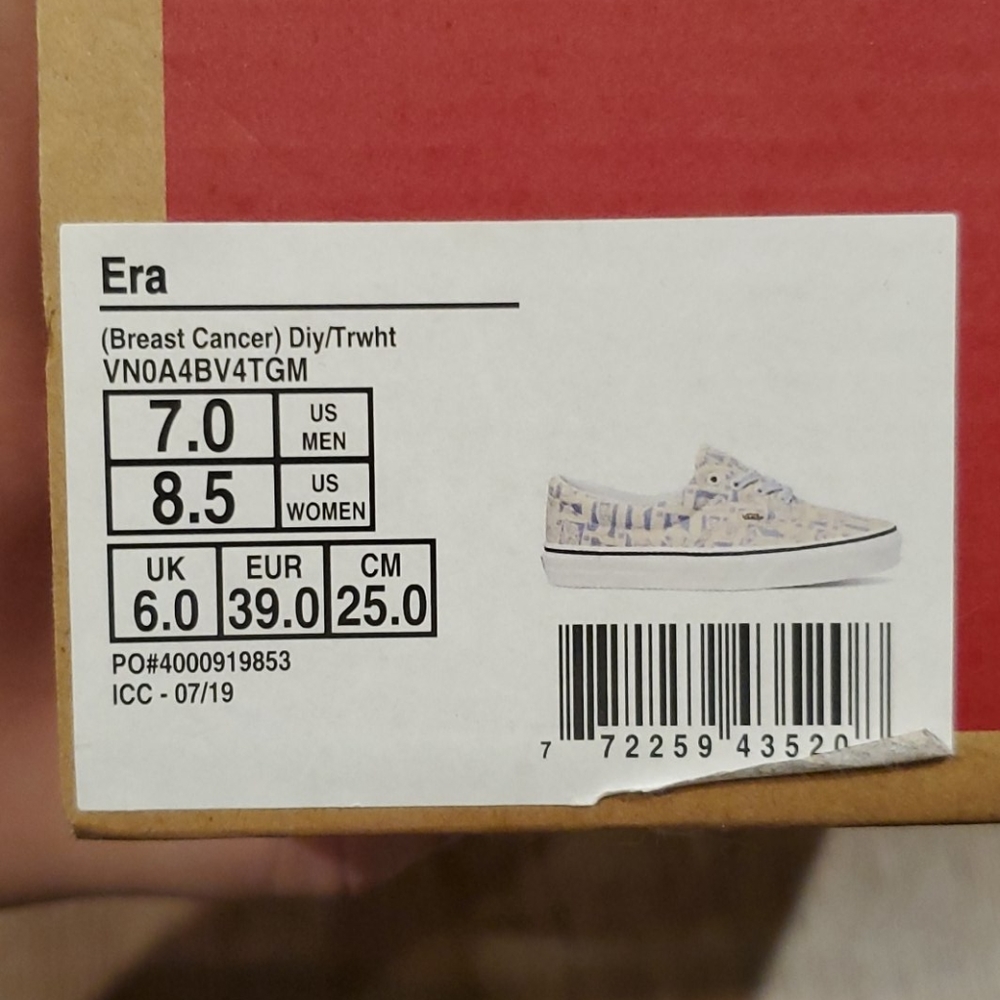 Era
(Breast Cancer) Diy/Trwht
VN0A4BV4TGM
7.0 US MEN
8.5 US WOMEN
UK EUR CM
6.0 39.0 25.0
PO#4000919853
ICC - 07/19
7 72259 43520